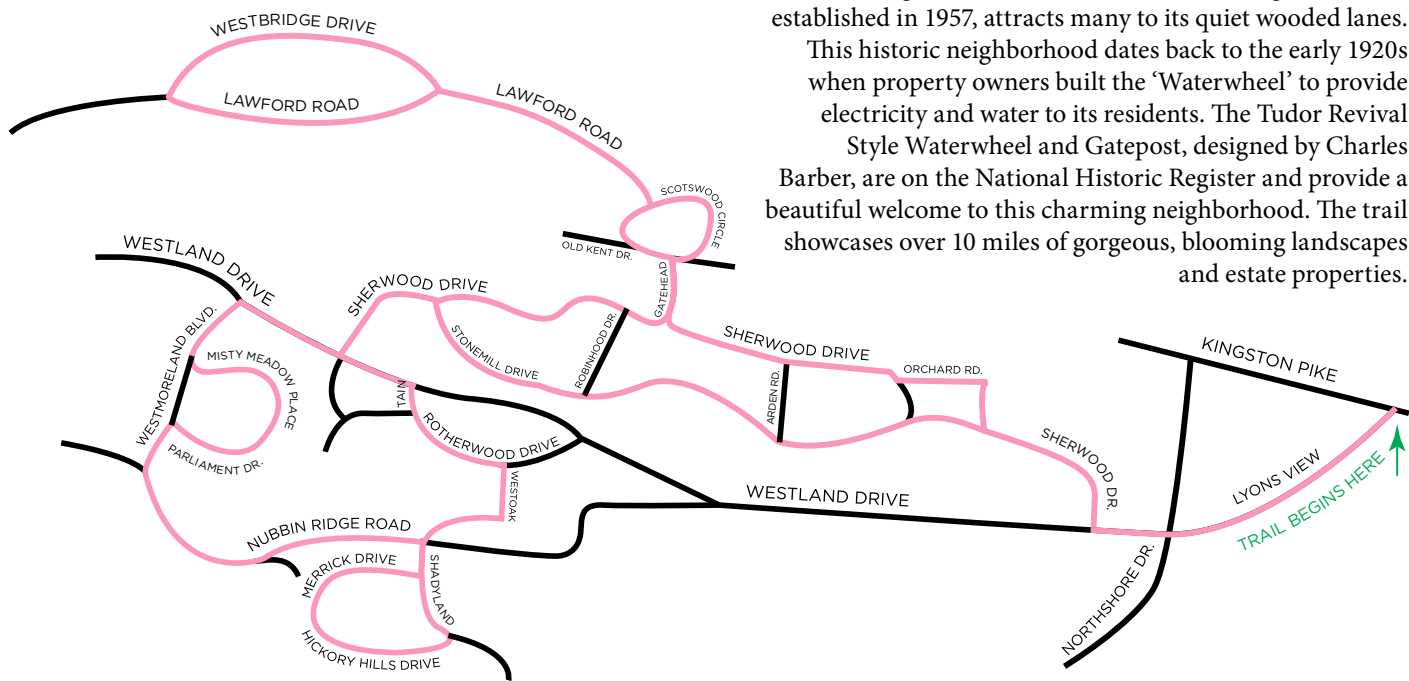 established in 1957, attracts many to its quiet wooded lanes.
This historic neighborhood dates back to the early 1920s
when property owners built the ‘Waterwheel’ to provide
electricity and water to its residents. The Tudor Revival
Style Waterwheel and Gatepost, designed by Charles
Barber, are on the National Historic Register and provide a
beautiful welcome to this charming neighborhood. The trail
showcases over 10 miles of gorgeous, blooming landscapes
and estate properties.
WESTBRIDGE DRIVE
LAWFORD ROAD
LAWFORD ROAD
SCOTSWOOD CIRCLE
OLD KENT DR.
GATEHEAD
WESTLAND DRIVE
SHERWOOD DRIVE
WESTMORELAND BLVD.
MISTY MEADOW PLACE
STONEMILL DRIVE
ROBINHOOD DR.
SHERWOOD DRIVE
ARDEN RD.
ORCHARD RD.
KINGSTON PIKE
TAIN
ROTHERWOOD DRIVE
PARLIAMENT DR.
WESTOAK
SHERWOOD DR.
WESTLAND DRIVE
LYONS VIEW
TRAIL BEGINS HERE
NUBBIN RIDGE ROAD
MERRICK DRIVE
SHADYLAND
HICKORY HILLS DRIVE
NORTHSHORE DR.